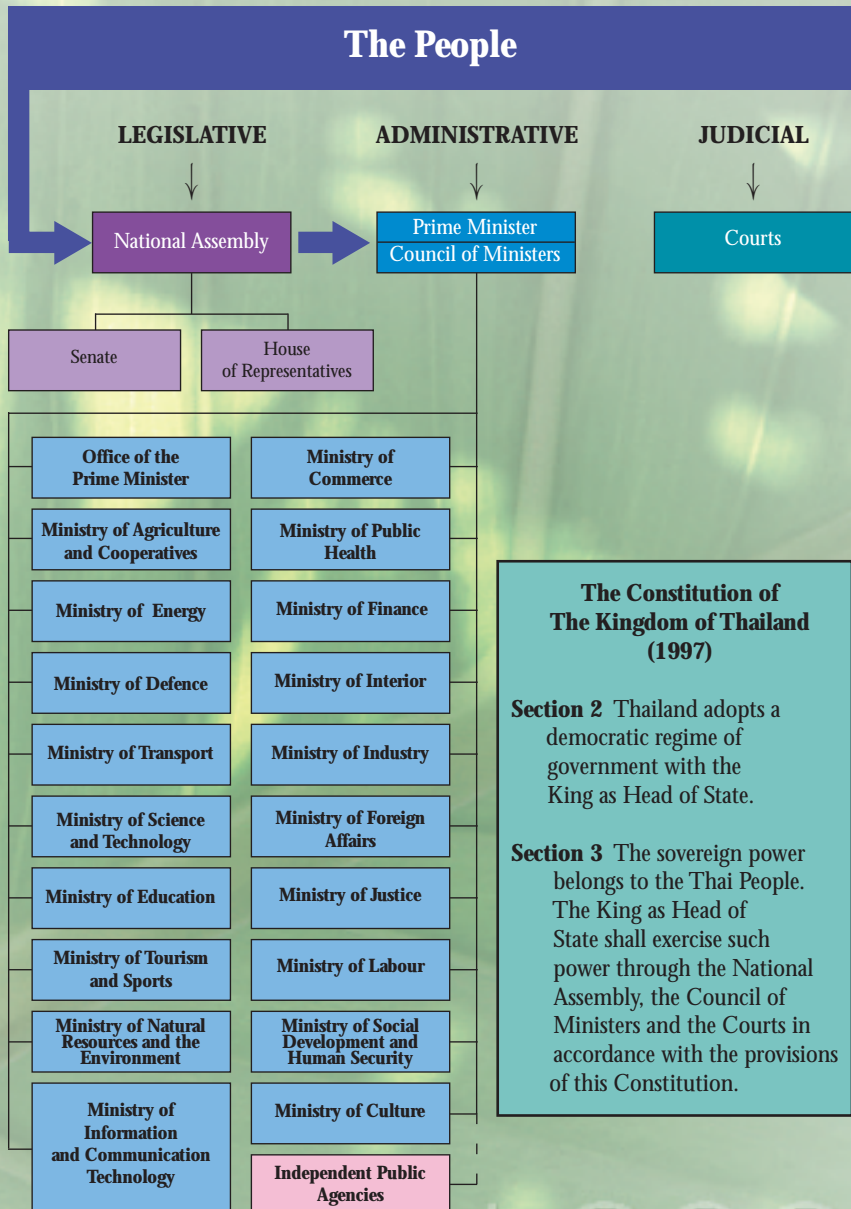 The People
LEGISLATIVE
ADMINISTRATIVE
JUDICIAL
National Assembly
Prime Minister
Council of Ministers
Courts
Senate
House
of Representatives
Office of the
Prime Minister
Ministry of
Commerce
Ministry of Agriculture
and Cooperatives
Ministry of Public
Health
Ministry of Energy
Ministry of Finance
Ministry of Defence
Ministry of Interior
Ministry of Transport
Ministry of Industry
Ministry of Science
and Technology
Ministry of Foreign
Affairs
Ministry of Education
Ministry of Justice
Ministry of Tourism
and Sports
Ministry of Labour
Ministry of Natural
Resources and the
Environment
Ministry of Social
Development and
Human Security
Ministry of
Information
and Communication
Technology
Ministry of Culture
Independent Public
Agencies
The Constitution of
The Kingdom of Thailand
(1997)
Section 2 Thailand adopts a
democratic regime of
government with the
King as Head of State.
Section 3 The sovereign power
belongs to the Thai People.
The King as Head of
State shall exercise such
power through the National
Assembly, the Council of
Ministers and the Courts in
accordance with the provisions
of this Constitution.